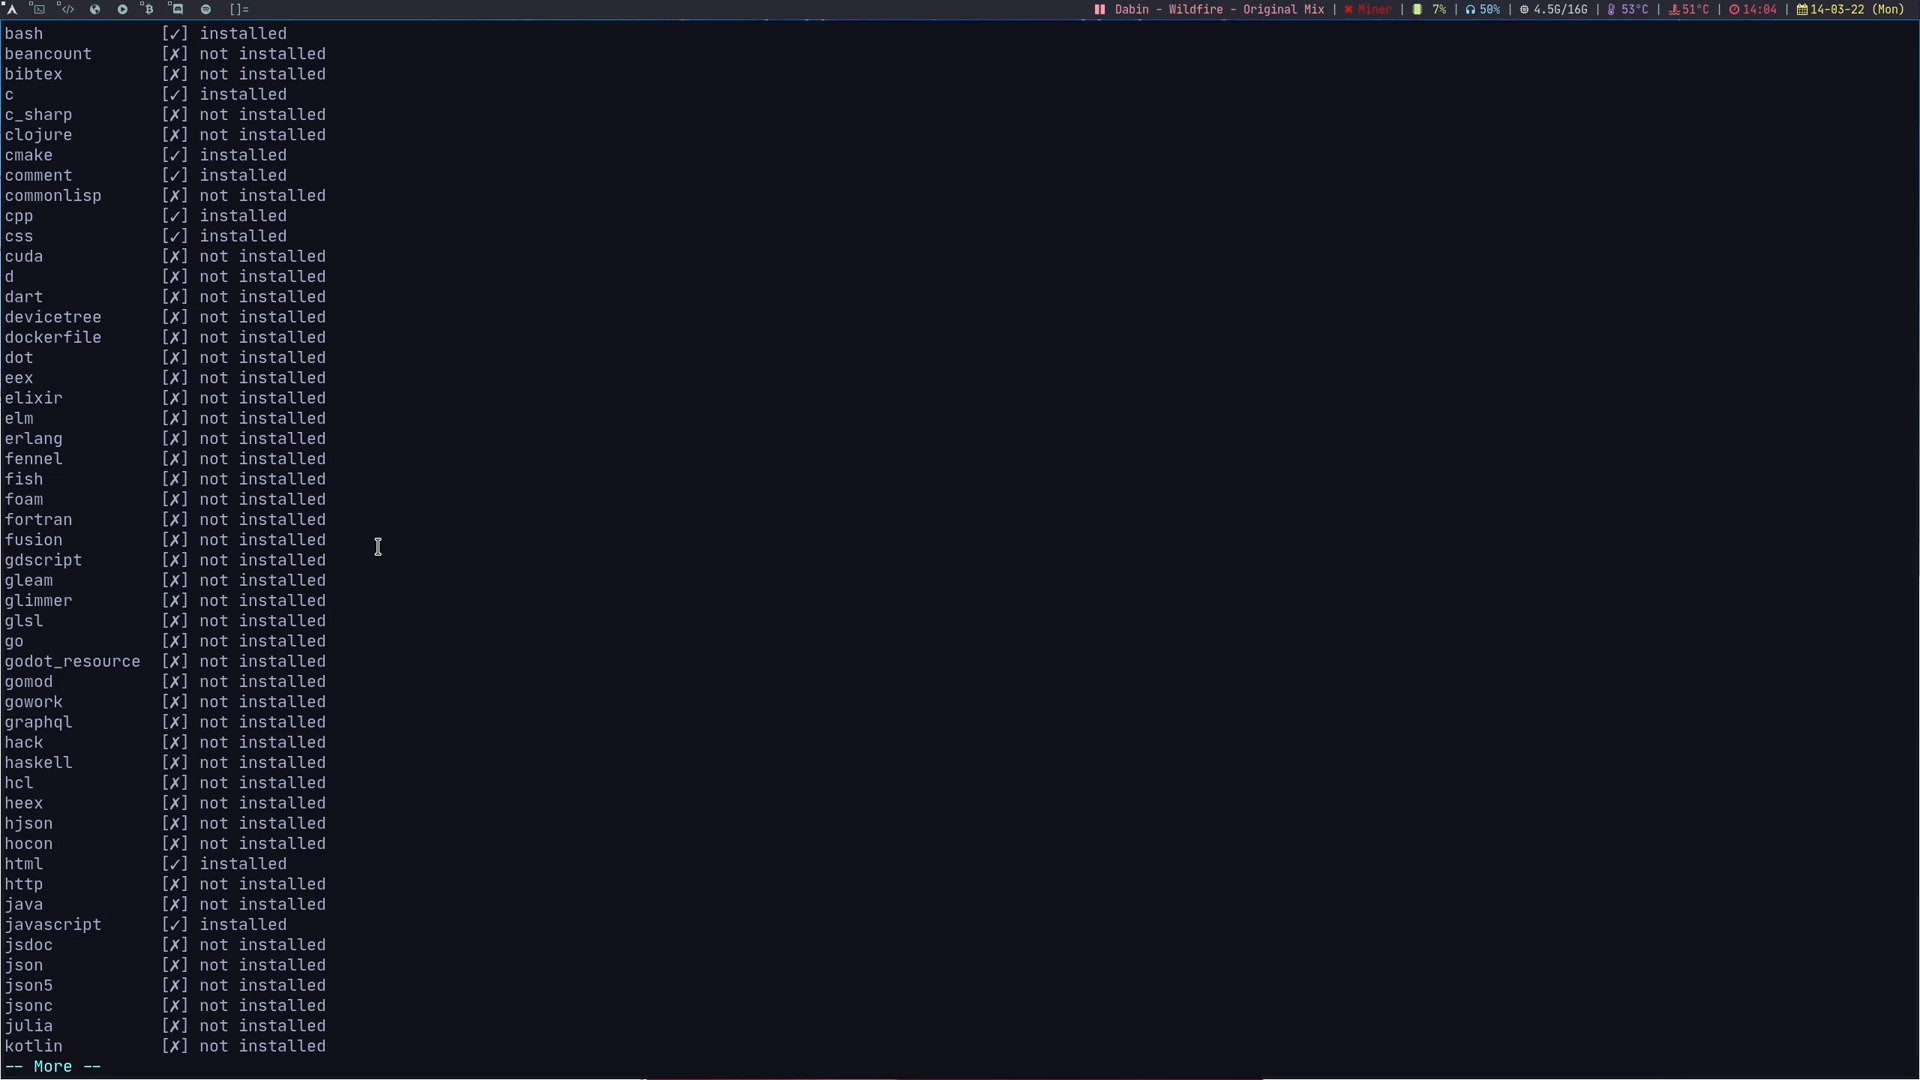 []= Dabin - Wildfire - Original Mix | ✖ Miner | 7% | 50% | 4.5G/16G | 53°C | 51°C | 14:04 | 14-03-22 (Mon)
bash [✓] installed
beancount [✗] not installed
bibtex [✗] not installed
c [✓] installed
c_sharp [✗] not installed
clojure [✗] not installed
cmake [✓] installed
comment [✓] installed
commonlisp [✗] not installed
cpp [✓] installed
css [✓] installed
cuda [✗] not installed
d [✗] not installed
dart [✗] not installed
devicetree [✗] not installed
dockerfile [✗] not installed
dot [✗] not installed
eex [✗] not installed
elixir [✗] not installed
elm [✗] not installed
erlang [✗] not installed
fennel [✗] not installed
fish [✗] not installed
foam [✗] not installed
fortran [✗] not installed
fusion [✗] not installed
gdscript [✗] not installed
gleam [✗] not installed
glimmer [✗] not installed
glsl [✗] not installed
go [✗] not installed
godot_resource [✗] not installed
gomod [✗] not installed
gowork [✗] not installed
graphql [✗] not installed
hack [✗] not installed
haskell [✗] not installed
hcl [✗] not installed
heex [✗] not installed
hjson [✗] not installed
hocon [✗] not installed
html [✓] installed
http [✗] not installed
java [✗] not installed
javascript [✓] installed
jsdoc [✗] not installed
json [✗] not installed
json5 [✗] not installed
jsonc [✗] not installed
julia [✗] not installed
kotlin [✗] not installed
-- More --